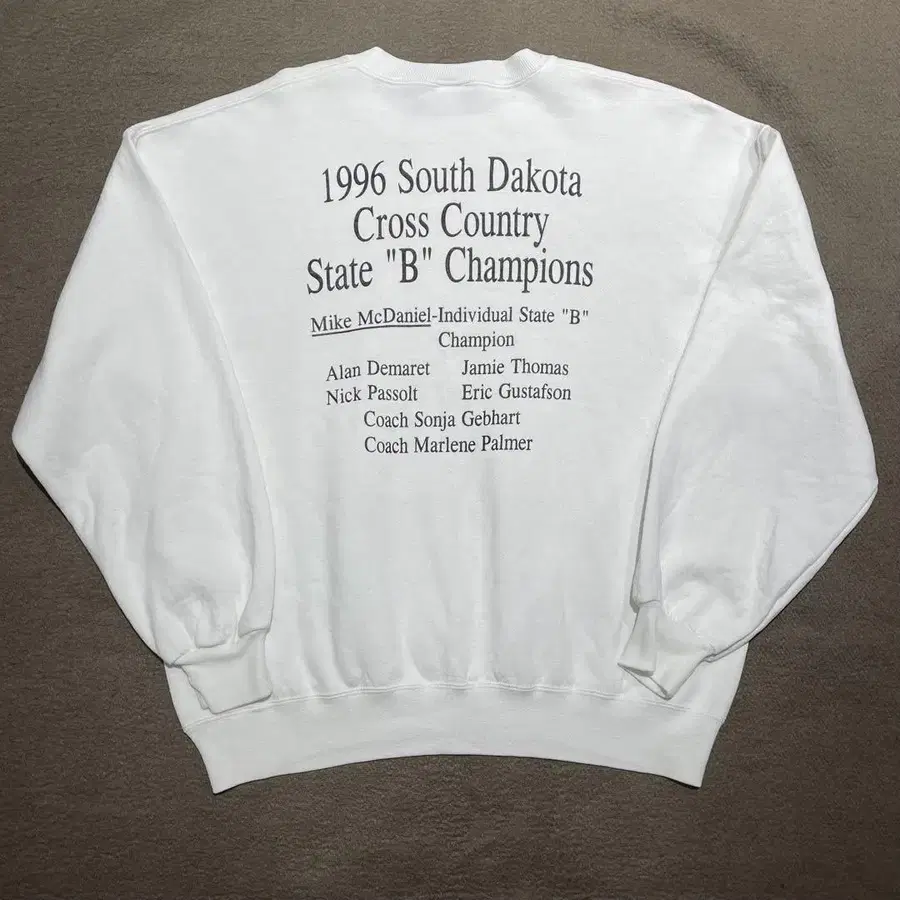 1996 South Dakota
Cross Country
State "B" Champions
Mike McDaniel-Individual State "B"
Champion
Alan Demaret Jamie Thomas
Nick Passolt Eric Gustafson
Coach Sonja Gebhart
Coach Marlene Palmer